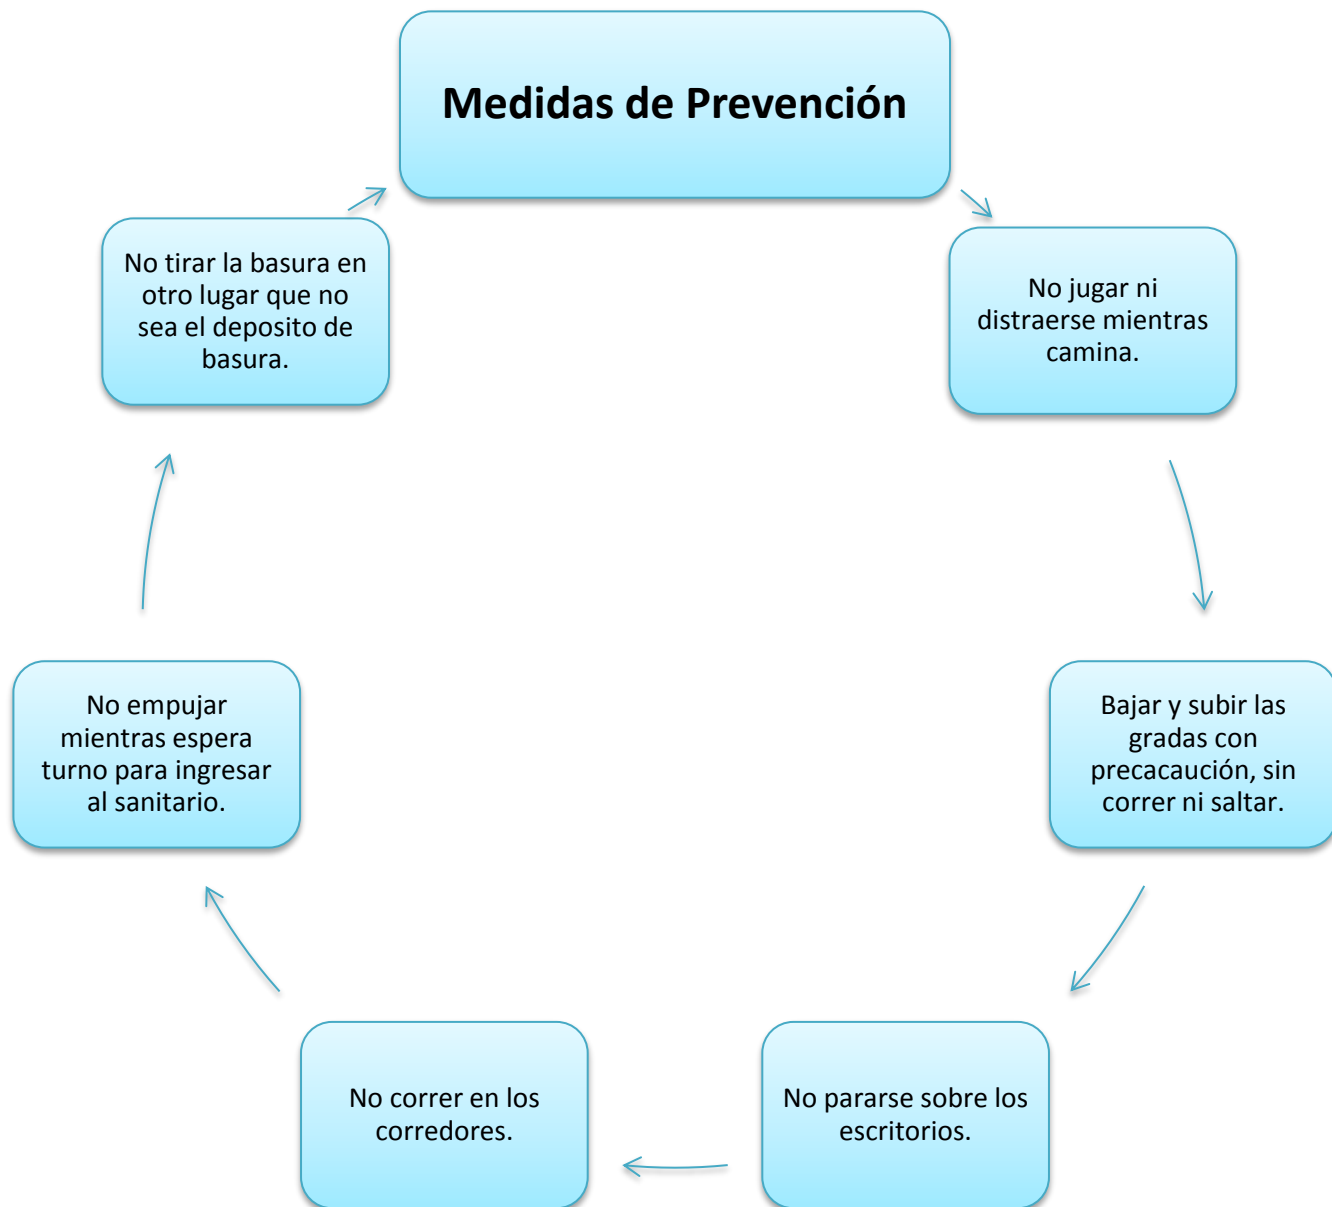 Medidas de Prevención
No jugar ni
distraerse mientras
camina.
Bajar y subir las
gradas con
precacaución, sin
correr ni saltar.
No pararse sobre los
escritorios.
No correr en los
corredores.
No empujar
mientras espera
turno para ingresar
al sanitario.
No tirar la basura en
otro lugar que no
sea el deposito de
basura.